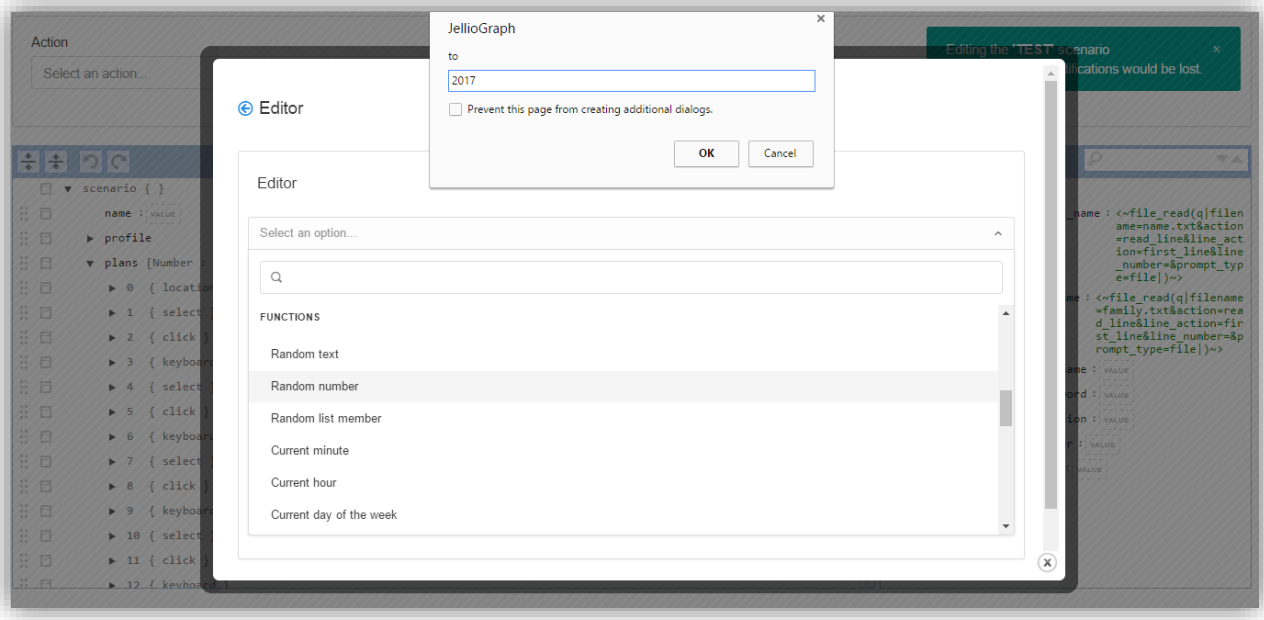 JellioGraph
to
2017
Prevent this page from creating additional dialogs.
OK
Cancel
Action
Select an action...
Editing the 'TEST' scenario
ifications would be lost.
Editor
Editor
Select an option...
FUNCTIONS
Random text
Random number
Random list member
Current minute
Current hour
Current day of the week
scenario { }
name : VALUE
profile
plans [Number :
0 { location
1 { select }
2 { click }
3 { keyboard
4 { select }
5 { click }
6 { keyboard
7 { select }
8 { click }
9 { keyboard
10 { select }
11 { click }
12 { keyboard }
_name : <~file_read(q|filen
ame=name.txt&action
=read_line&line_act
ion=first_line&line
_number=&prompt_typ
e=file|)~>
me : <~file_read(q|filename
=family.txt&action=rea
d_line&line_action=fir
st_line&line_number=&p
rompt_type=file|)~>
ame : VALUE
ord : VALUE
ion : VALUE
r : VALUE
: VALUE